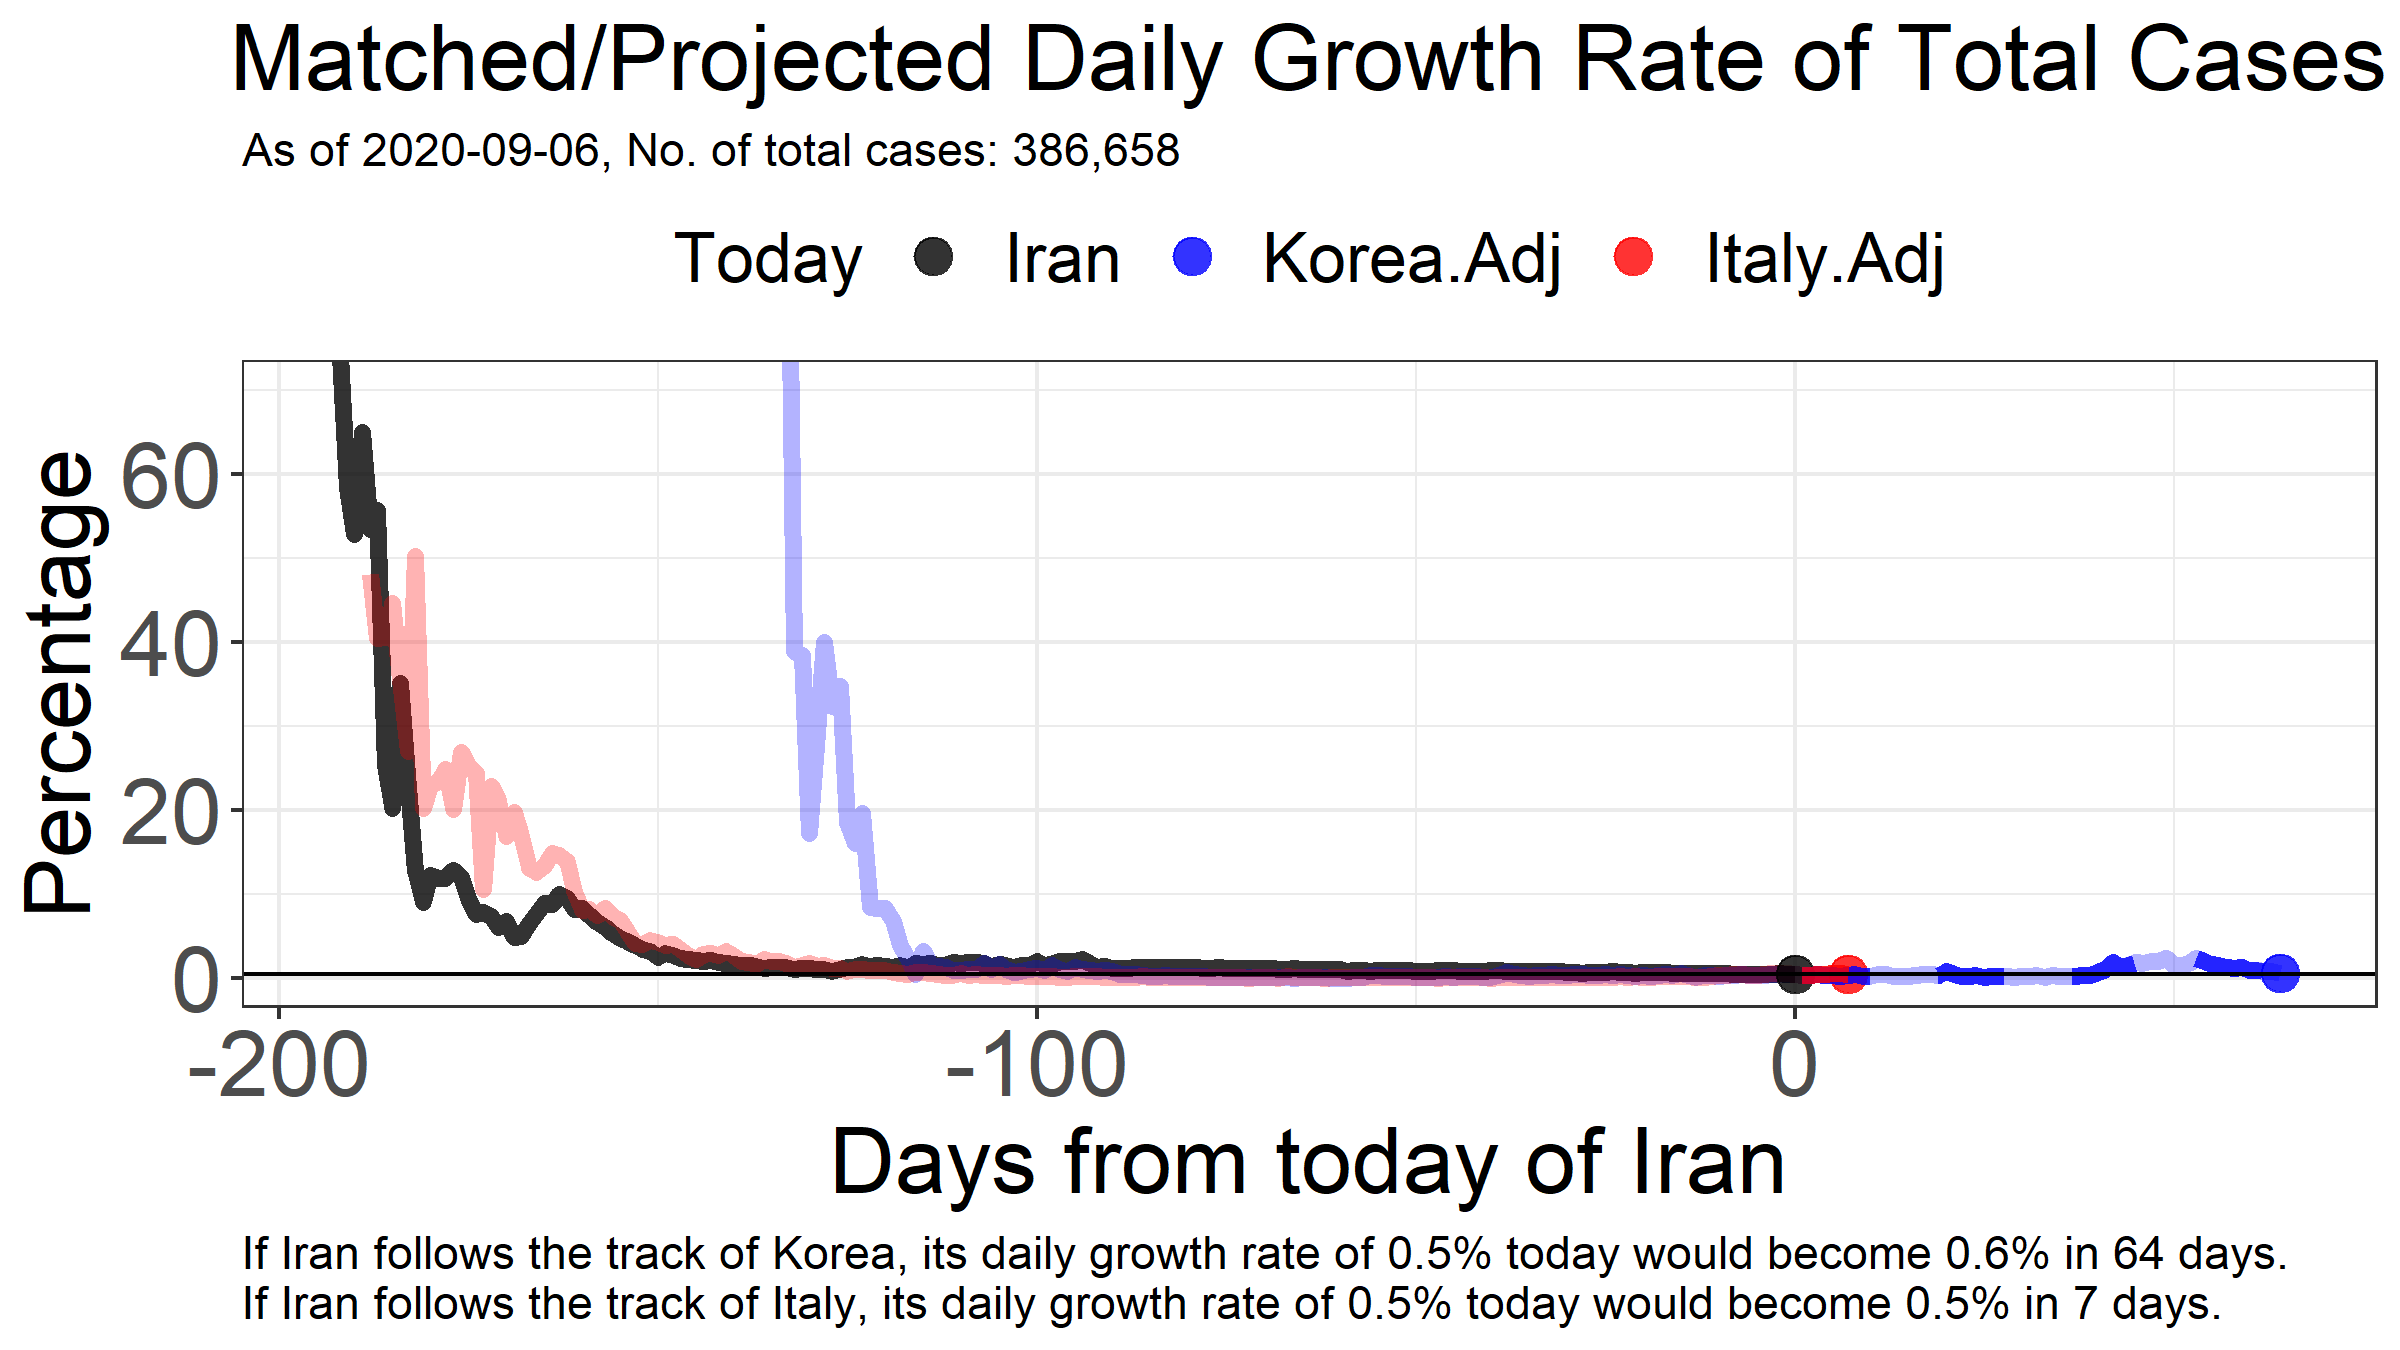 Matched/Projected Daily Growth Rate of Total Cases
As of 2020-09-06, No. of total cases: 386,658
Today Iran Korea.Adj Italy.Adj
Percentage
60
40
20
0
-200 -100 0
Days from today of Iran
If Iran follows the track of Korea, its daily growth rate of 0.5% today would become 0.6% in 64 days.
If Iran follows the track of Italy, its daily growth rate of 0.5% today would become 0.5% in 7 days.